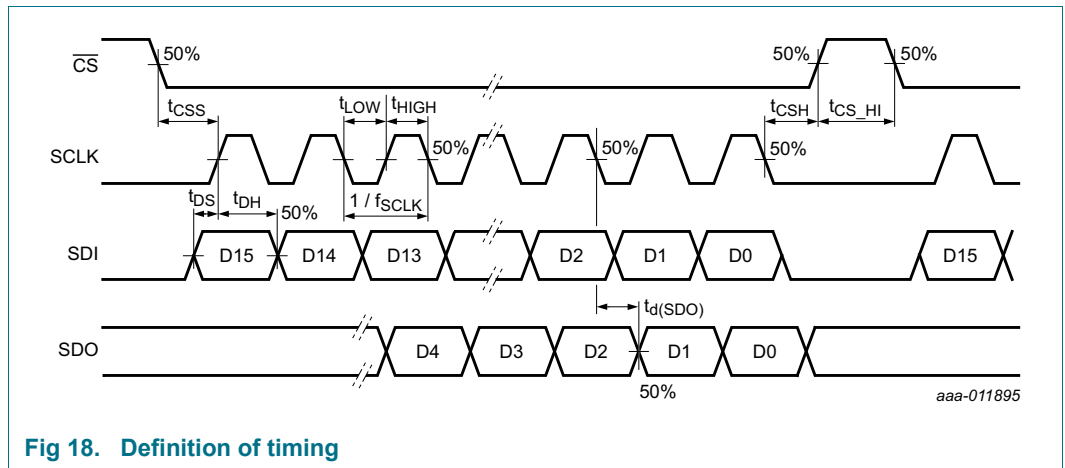 CS 50% 50% 50%
tCSS tLOW tHIGH tCSH tCS_HI
SCLK 50% 50% 50%
tDS tDH 50% 1 / fSCLK
SDI D15 D14 D13 D2 D1 D0 D15
td(SDO)
SDO D4 D3 D2 D1 D0
50%
aaa-011895
Fig 18. Definition of timing